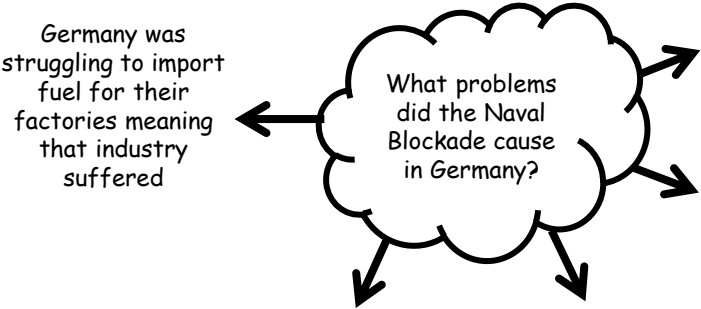 Germany was
struggling to import
fuel for their
factories meaning
that industry
suffered
What problems
did the Naval
Blockade cause
in Germany?